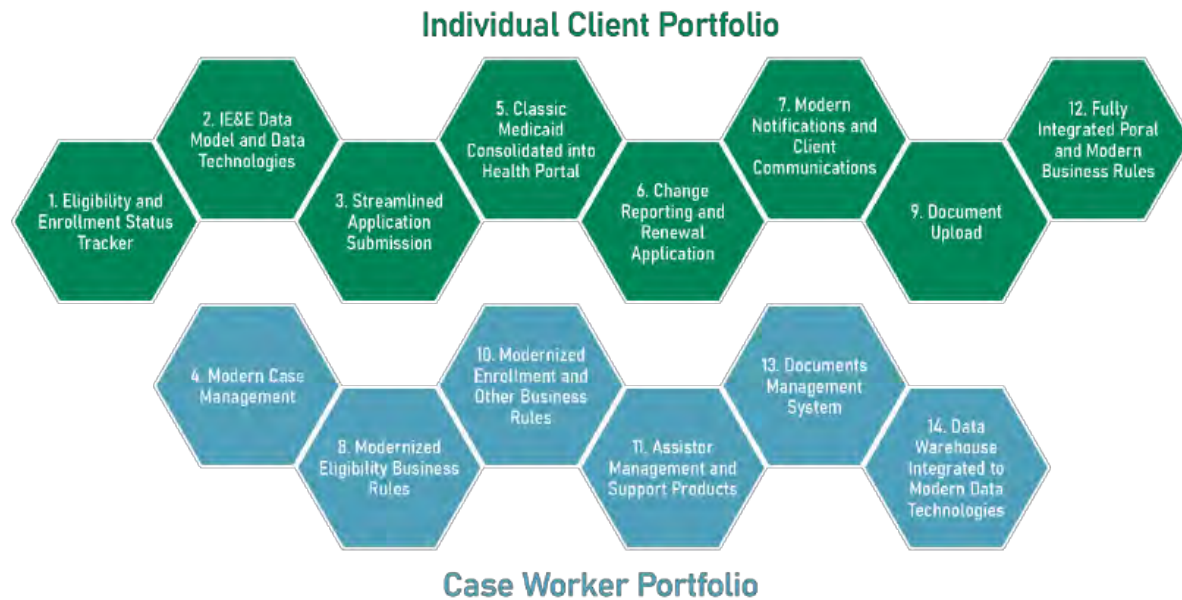 Individual Client Portfolio
1. Eligibility and
Enrollment Status
Tracker
2. IE&E Data
Model and Data
Technologies
3. Streamlined
Application
Submission
5. Classic
Medicaid
Consolidated into
Health Portal
6. Change
Reporting and
Renewal
Application
7. Modern
Notifications and
Client
Communications
9. Document
Upload
12. Fully
Integrated Poral
and Modern
Business Rules
4. Modern Case
Management
8. Modernized
Eligibility Business
Rules
10. Modernized
Enrollment and
Other Business
Rules
11. Assistor
Management and
Support Products
13. Documents
Management
System
14. Data
Warehouse
Integrated to
Modern Data
Technologies
Case Worker Portfolio